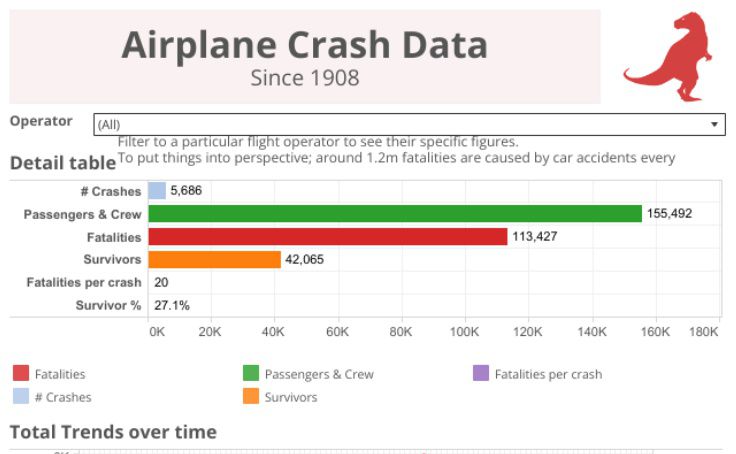 Airplane Crash Data
Since 1908
Operator
(All)
Filter to a particular flight operator to see their specific figures.
To put things into perspective; around 1.2m fatalities are caused by car accidents every
Detail table
# Crashes 5,686
Passengers & Crew 155,492
Fatalities 113,427
Survivors 42,065
Fatalities per crash 20
Survivor % 27.1%
0K 20K 40K 60K 80K 100K 120K 140K 160K 180K
Fatalities Passengers & Crew Fatalities per crash
# Crashes Survivors
Total Trends over time